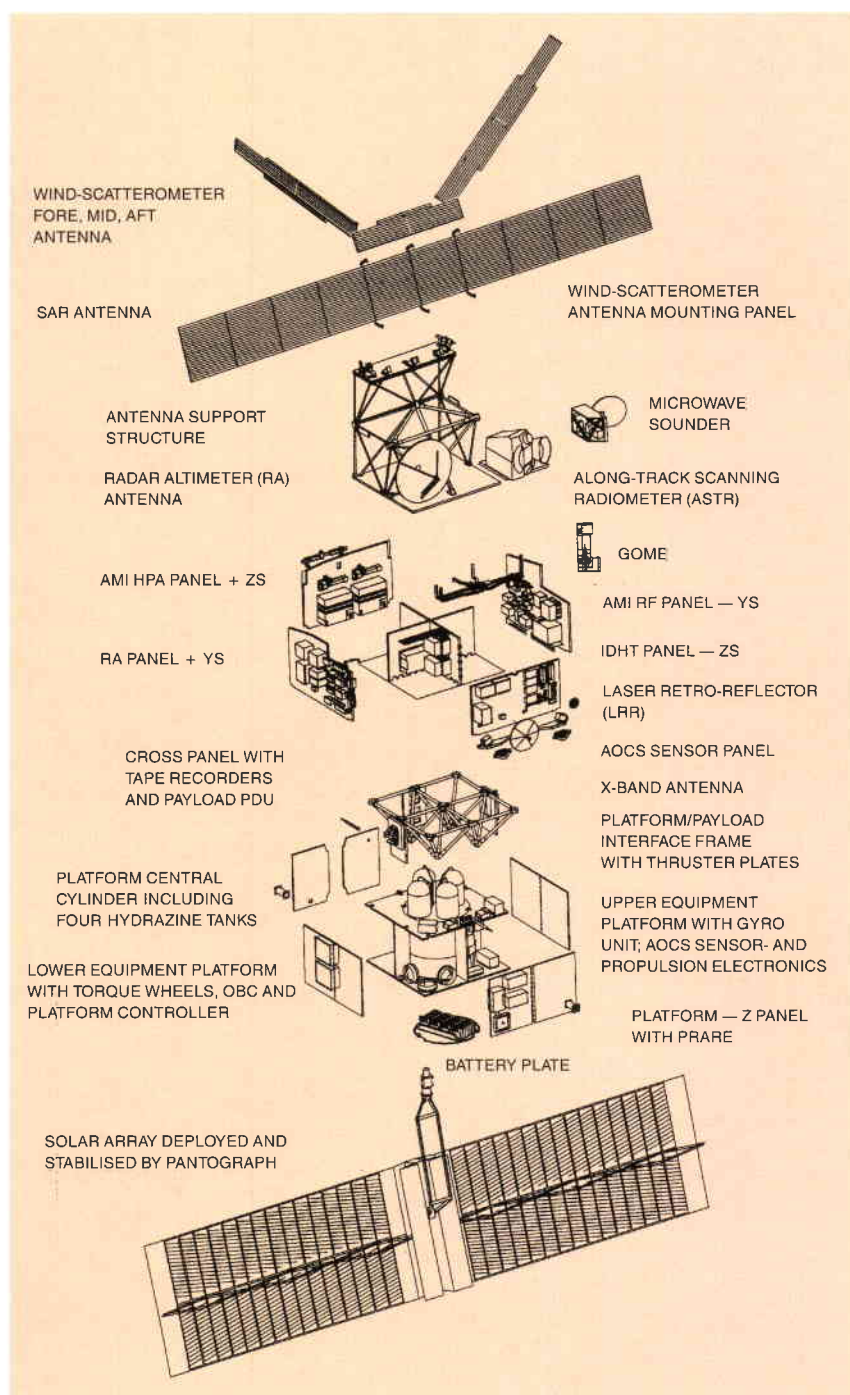 WIND-SCATTEROMETER
FORE, MID, AFT
ANTENNA
SAR ANTENNA
WIND-SCATTEROMETER
ANTENNA MOUNTING PANEL
ANTENNA SUPPORT
STRUCTURE
MICROWAVE
SOUNDER
RADAR ALTIMETER (RA)
ANTENNA
ALONG-TRACK SCANNING
RADIOMETER (ASTR)
GOME
AMI HPA PANEL + ZS
AMI RF PANEL — YS
RA PANEL + YS
IDHT PANEL — ZS
LASER RETRO-REFLECTOR
(LRR)
AOCS SENSOR PANEL
CROSS PANEL WITH
TAPE RECORDERS
AND PAYLOAD PDU
X-BAND ANTENNA
PLATFORM/PAYLOAD
INTERFACE FRAME
WITH THRUSTER PLATES
PLATFORM CENTRAL
CYLINDER INCLUDING
FOUR HYDRAZINE TANKS
UPPER EQUIPMENT
PLATFORM WITH GYRO
UNIT; AOCS SENSOR- AND
PROPULSION ELECTRONICS
LOWER EQUIPMENT PLATFORM
WITH TORQUE WHEELS, OBC AND
PLATFORM CONTROLLER
PLATFORM — Z PANEL
WITH PRARE
BATTERY PLATE
SOLAR ARRAY DEPLOYED AND
STABILISED BY PANTOGRAPH